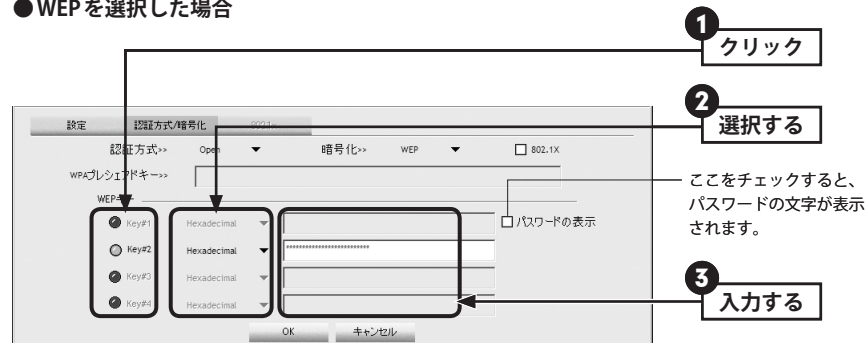 ●WEPを選択した場合
1
クリック
2
選択する
設定 認証方式/暗号化 802.1x
認証方式>> Open 暗号化>> WEP 802.1X
WPAプレシェアドキー>>
WEPキー
Key#1 Hexadecimal パスワードの表示
Key#2 Hexadecimal **************************
Key#3 Hexadecimal
Key#4 Hexadecimal
OK キャンセル
ここをチェックすると、
パスワードの文字が表示
されます。
3
入力する